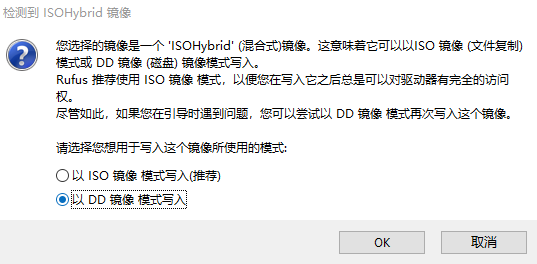 检测到 ISOHybrid 镜像
您选择的镜像是一个 'ISOHybrid' (混合式)镜像。这意味着它可以以ISO 镜像 (文件复制)
模式或 DD 镜像 (磁盘) 镜像模式写入。
Rufus 推荐使用 ISO 镜像 模式，以便您在写入它之后总是可以对驱动器有完全的访问
权。
尽管如此，如果您在引导时遇到问题，您可以尝试以 DD 镜像 模式再次写入这个镜像。
请选择您想用于写入这个镜像所使用的模式:
以 ISO 镜像 模式写入(推荐)
以 DD 镜像 模式写入
OK
取消